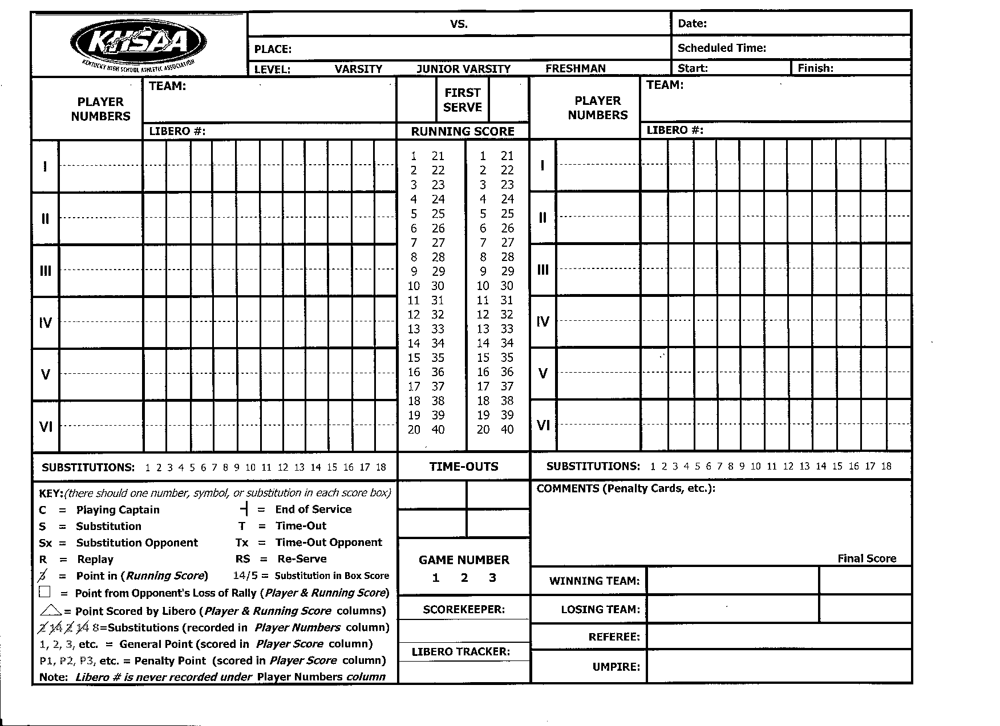 KHSAA
KENTUCKY HIGH SCHOOL ATHLETIC ASSOCIATION
VS.
Date:
PLACE:
Scheduled Time:
LEVEL: VARSITY JUNIOR VARSITY FRESHMAN
Start: Finish:
PLAYER
NUMBERS
TEAM:
LIBERO #:
FIRST
SERVE
PLAYER
NUMBERS
TEAM:
LIBERO #:
RUNNING SCORE
I
II
III
IV
V
VI
1 21 1 21
2 22 2 22
3 23 3 23
4 24 4 24
5 25 5 25
6 26 6 26
7 27 7 27
8 28 8 28
9 29 9 29
10 30 10 30
11 31 11 31
12 32 12 32
13 33 13 33
14 34 14 34
15 35 15 35
16 36 16 36
17 37 17 37
18 38 18 38
19 39 19 39
20 40 20 40
I
II
III
IV
V
VI
SUBSTITUTIONS: 1 2 3 4 5 6 7 8 9 10 11 12 13 14 15 16 17 18
TIME-OUTS
SUBSTITUTIONS: 1 2 3 4 5 6 7 8 9 10 11 12 13 14 15 16 17 18
KEY:(there should one number, symbol, or substitution in each score box)
C = Playing Captain ┤ = End of Service
S = Substitution T = Time-Out
Sx = Substitution Opponent Tx = Time-Out Opponent
R = Replay RS = Re-Serve
= Point in (Running Score) 14/5 = Substitution in Box Score
□ = Point from Opponent's Loss of Rally (Player & Running Score)
△ = Point Scored by Libero (Player & Running Score columns)
2 14 2 14 8=Substitutions (recorded in Player Numbers column)
1, 2, 3, etc. = General Point (scored in Player Score column)
P1, P2, P3, etc. = Penalty Point (scored in Player Score column)
Note: Libero # is never recorded under Player Numbers column
GAME NUMBER
1 2 3
SCOREKEEPER:
LIBERO TRACKER:
COMMENTS (Penalty Cards, etc.):
Final Score
WINNING TEAM:
LOSING TEAM:
REFEREE:
UMPIRE: